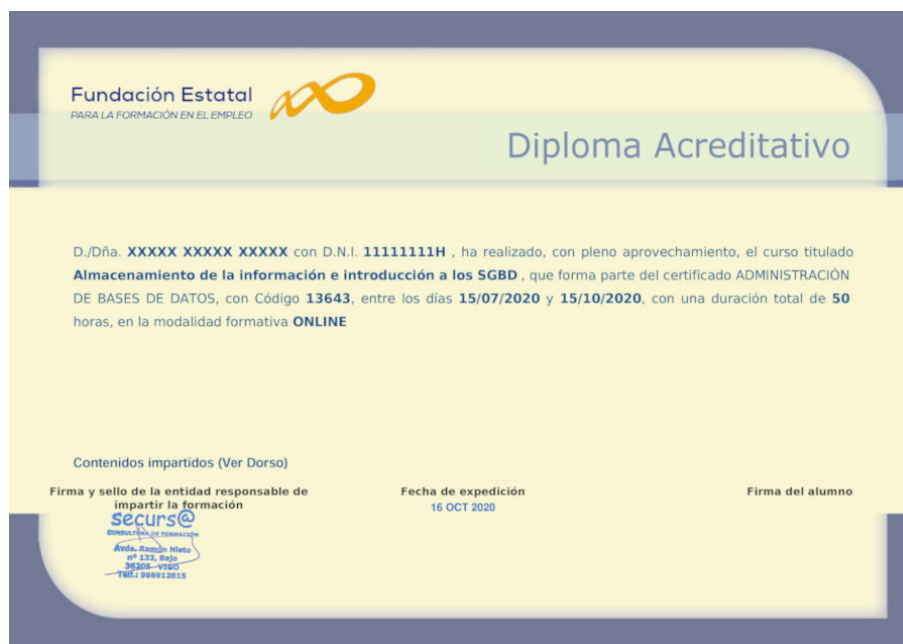 Fundación Estatal
PARA LA FORMACIÓN EN EL EMPLEO
Diploma Acreditativo
D./Dña. XXXXX XXXXX XXXXX con D.N.I. 11111111H , ha realizado, con pleno aprovechamiento, el curso titulado
Almacenamiento de la información e introducción a los SGBD , que forma parte del certificado ADMINISTRACIÓN
DE BASES DE DATOS, con Código 13643, entre los días 15/07/2020 y 15/10/2020, con una duración total de 50
horas, en la modalidad formativa ONLINE
Contenidos impartidos (Ver Dorso)
Firma y sello de la entidad responsable de
impartir la formación
Fecha de expedición
16 OCT 2020
Firma del alumno
securs@
CONSULTORA DE FORMACIÓN
Avda. Ramón Nieto
nº 133, Bajo
36205 -VIGO
Telf.: 986912815